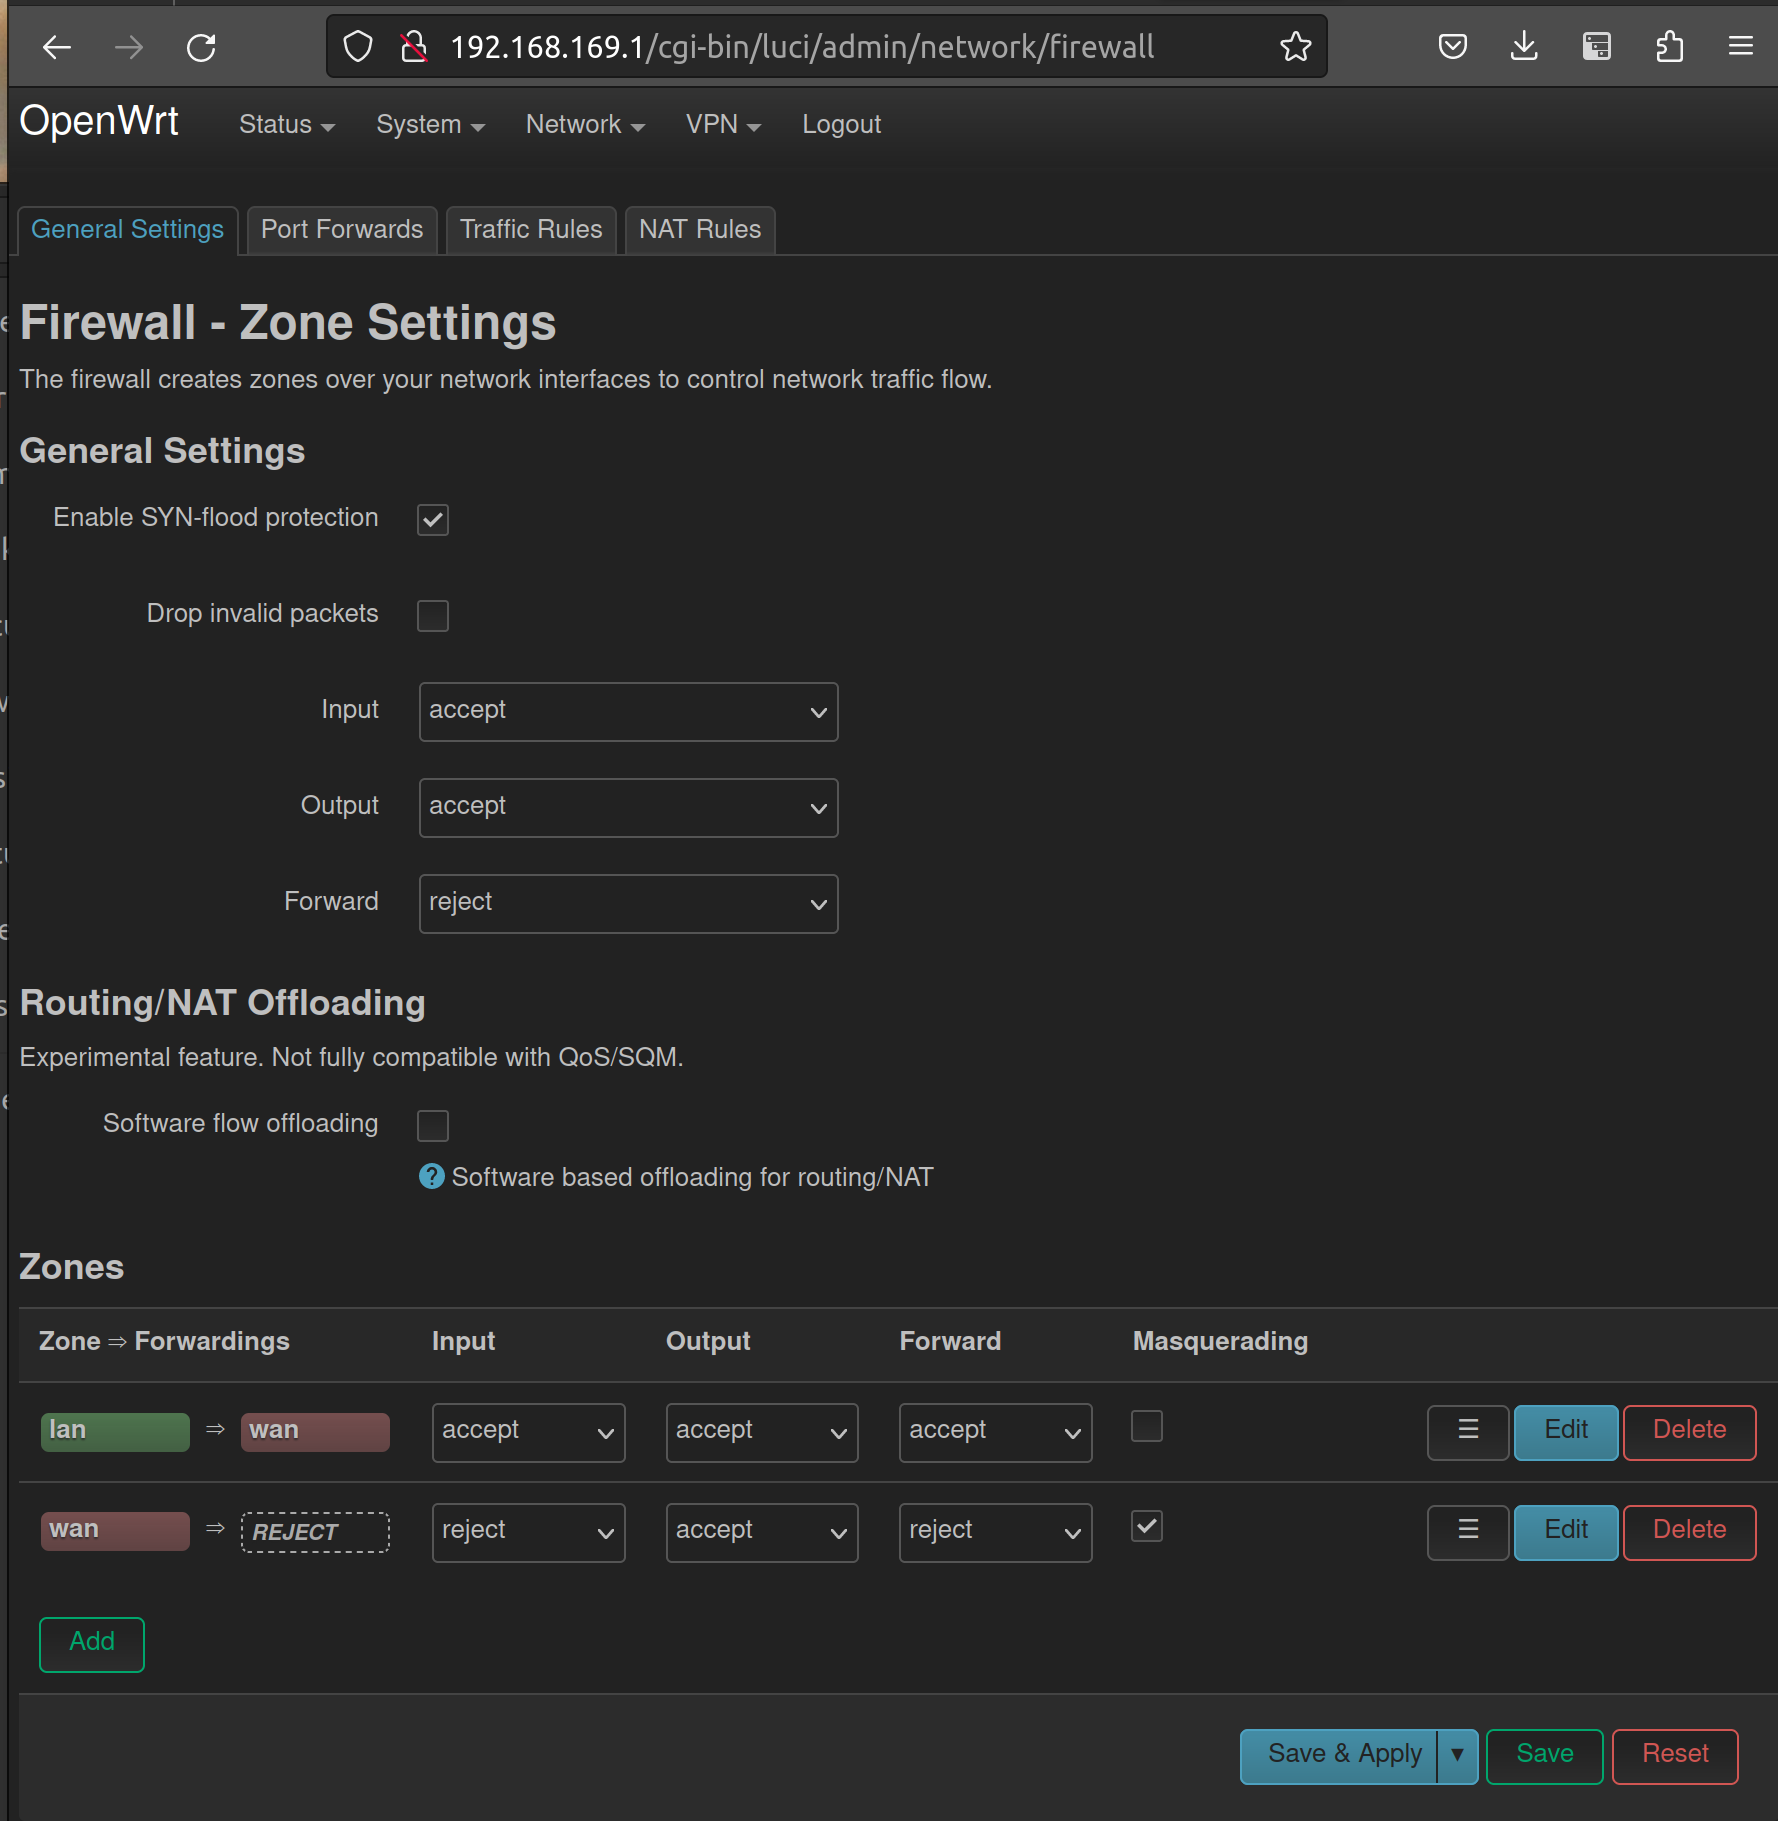 192.168.169.1/cgi-bin/luci/admin/network/firewall
OpenWrt Status System Network VPN Logout
General Settings Port Forwards Traffic Rules NAT Rules
Firewall - Zone Settings
The firewall creates zones over your network interfaces to control network traffic flow.
General Settings
Enable SYN-flood protection
Drop invalid packets
Input accept
Output accept
Forward reject
Routing/NAT Offloading
Experimental feature. Not fully compatible with QoS/SQM.
Software flow offloading
Software based offloading for routing/NAT
Zones
Zone ⇒ Forwardings Input Output Forward Masquerading
lan ⇒ wan accept accept accept ☰ Edit Delete
wan ⇒ REJECT reject accept reject ☰ Edit Delete
Add
Save & Apply ▾ Save Reset